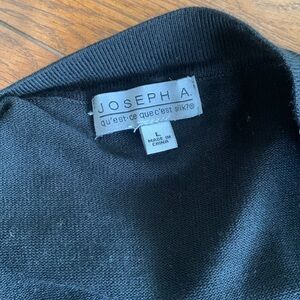 JOSEPH A.
qu'est-ce que c'est silk?®
L
MADE IN
CHINA